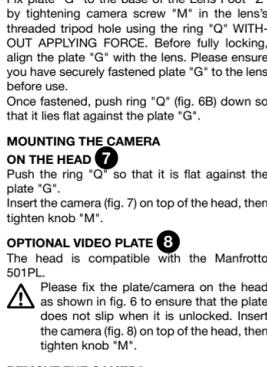 Fix plate "G" to the base of the Lens Foot "Z"
by tightening camera screw "M" in the lens's
threaded tripod hole using the ring "Q" WITH-
OUT APPLYING FORCE. Before fully locking,
align the plate "G" with the lens. Please ensure
you have securely fastened plate "G" to the lens
before use.
Once fastened, push ring "Q" (fig. 6B) down so
that it lies flat against the plate "G".
MOUNTING THE CAMERA
ON THE HEAD 7
Push the ring "Q" so that it is flat against the
plate "G".
Insert the camera (fig. 7) on top of the head, then
tighten knob "M".
OPTIONAL VIDEO PLATE 8
The head is compatible with the Manfrotto
501PL.
Please fix the plate/camera on the head
as shown in fig. 6 to ensure that the plate
does not slip when it is unlocked. Insert
the camera (fig. 8) on top of the head, then
tighten knob "M".